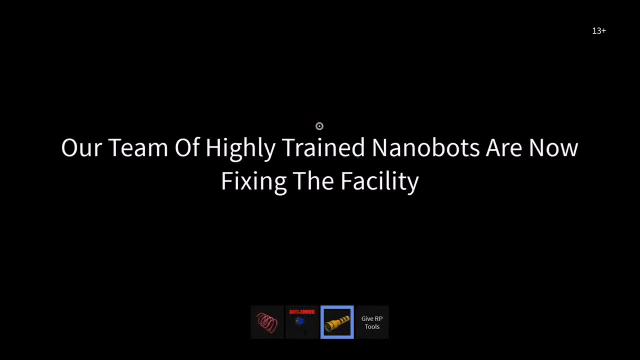 13+
Our Team Of Highly Trained Nanobots Are Now
Fixing The Facility
Give RP
Tools